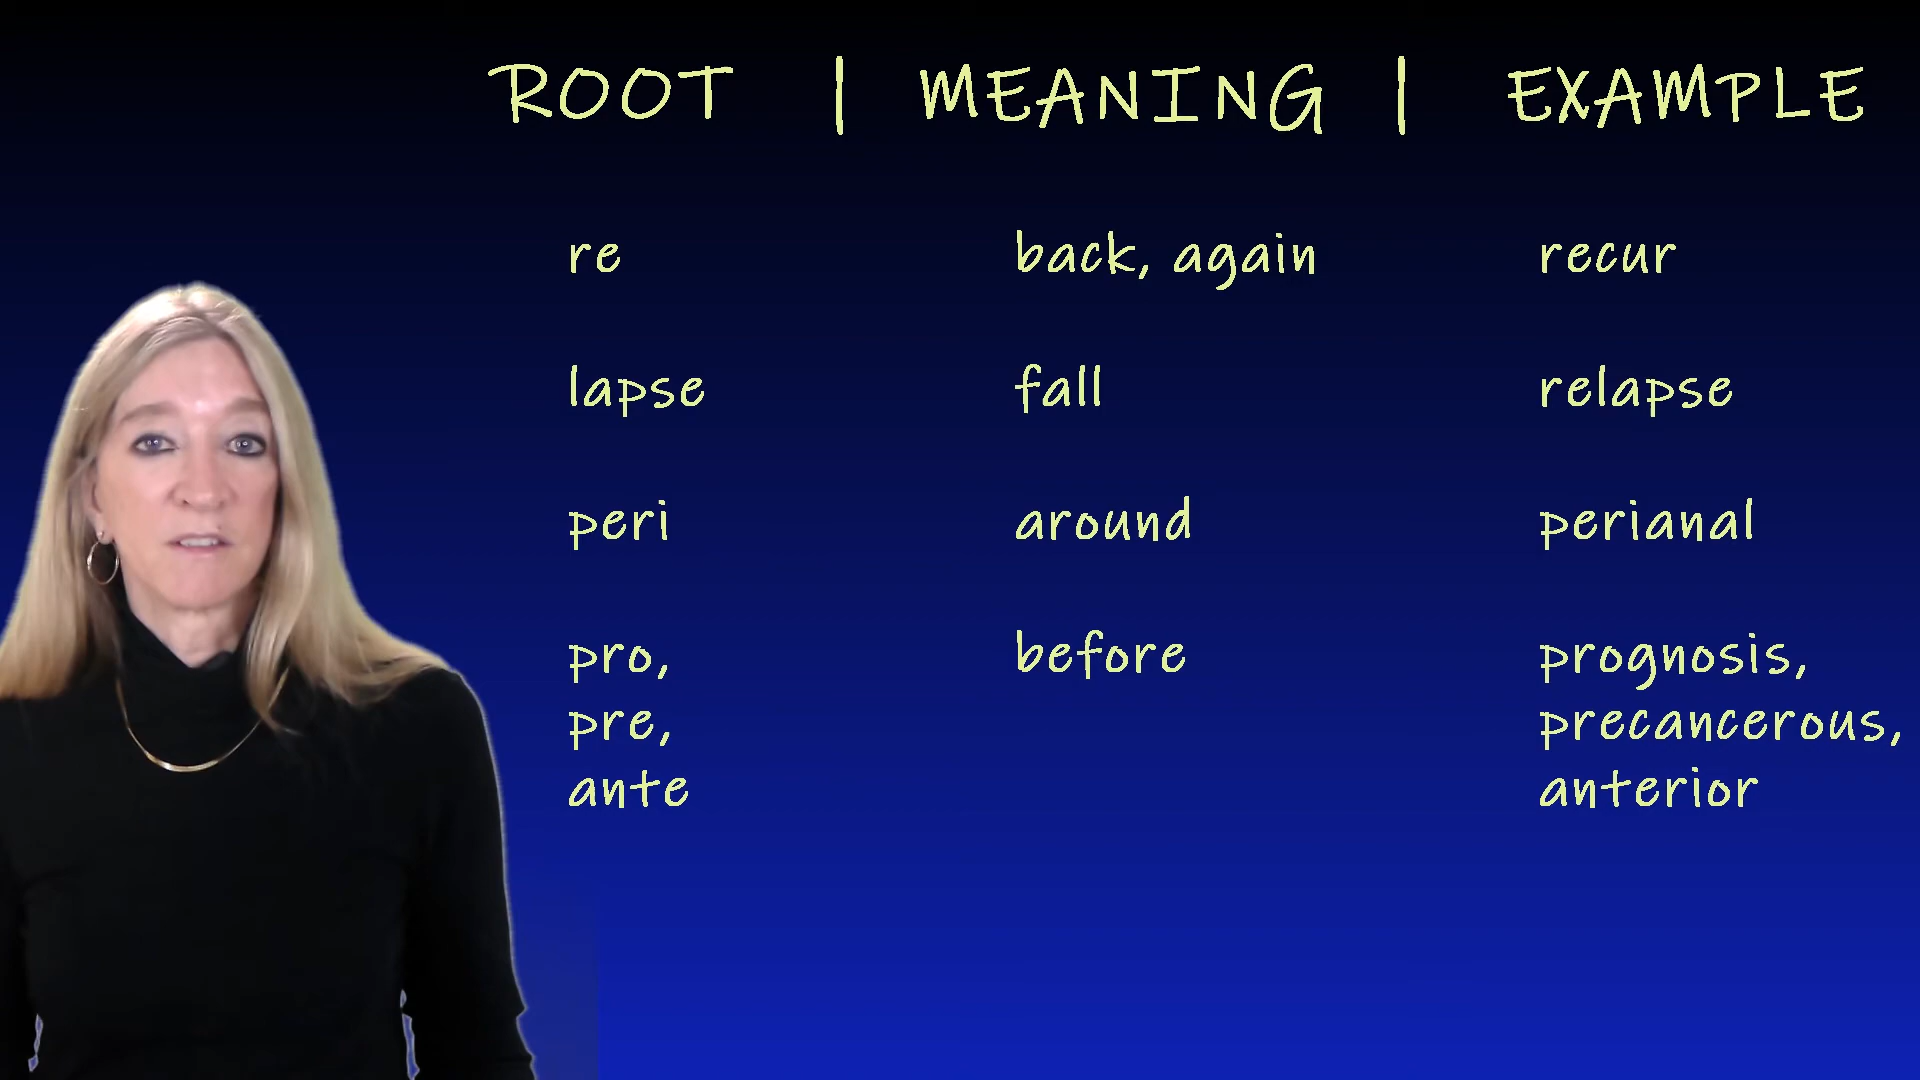 ROOT | MEANING | EXAMPLE
re back, again recur
lapse fall relapse
peri around perianal
pro, before prognosis,
pre, precancerous,
ante anterior